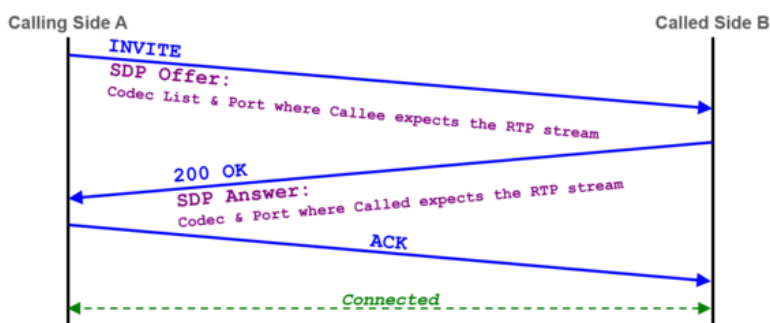 Calling Side A
Called Side B
INVITE
SDP Offer:
Codec List & Port where Callee expects the RTP stream
200 OK
SDP Answer:
Codec & Port where Called expects the RTP stream
ACK
Connected